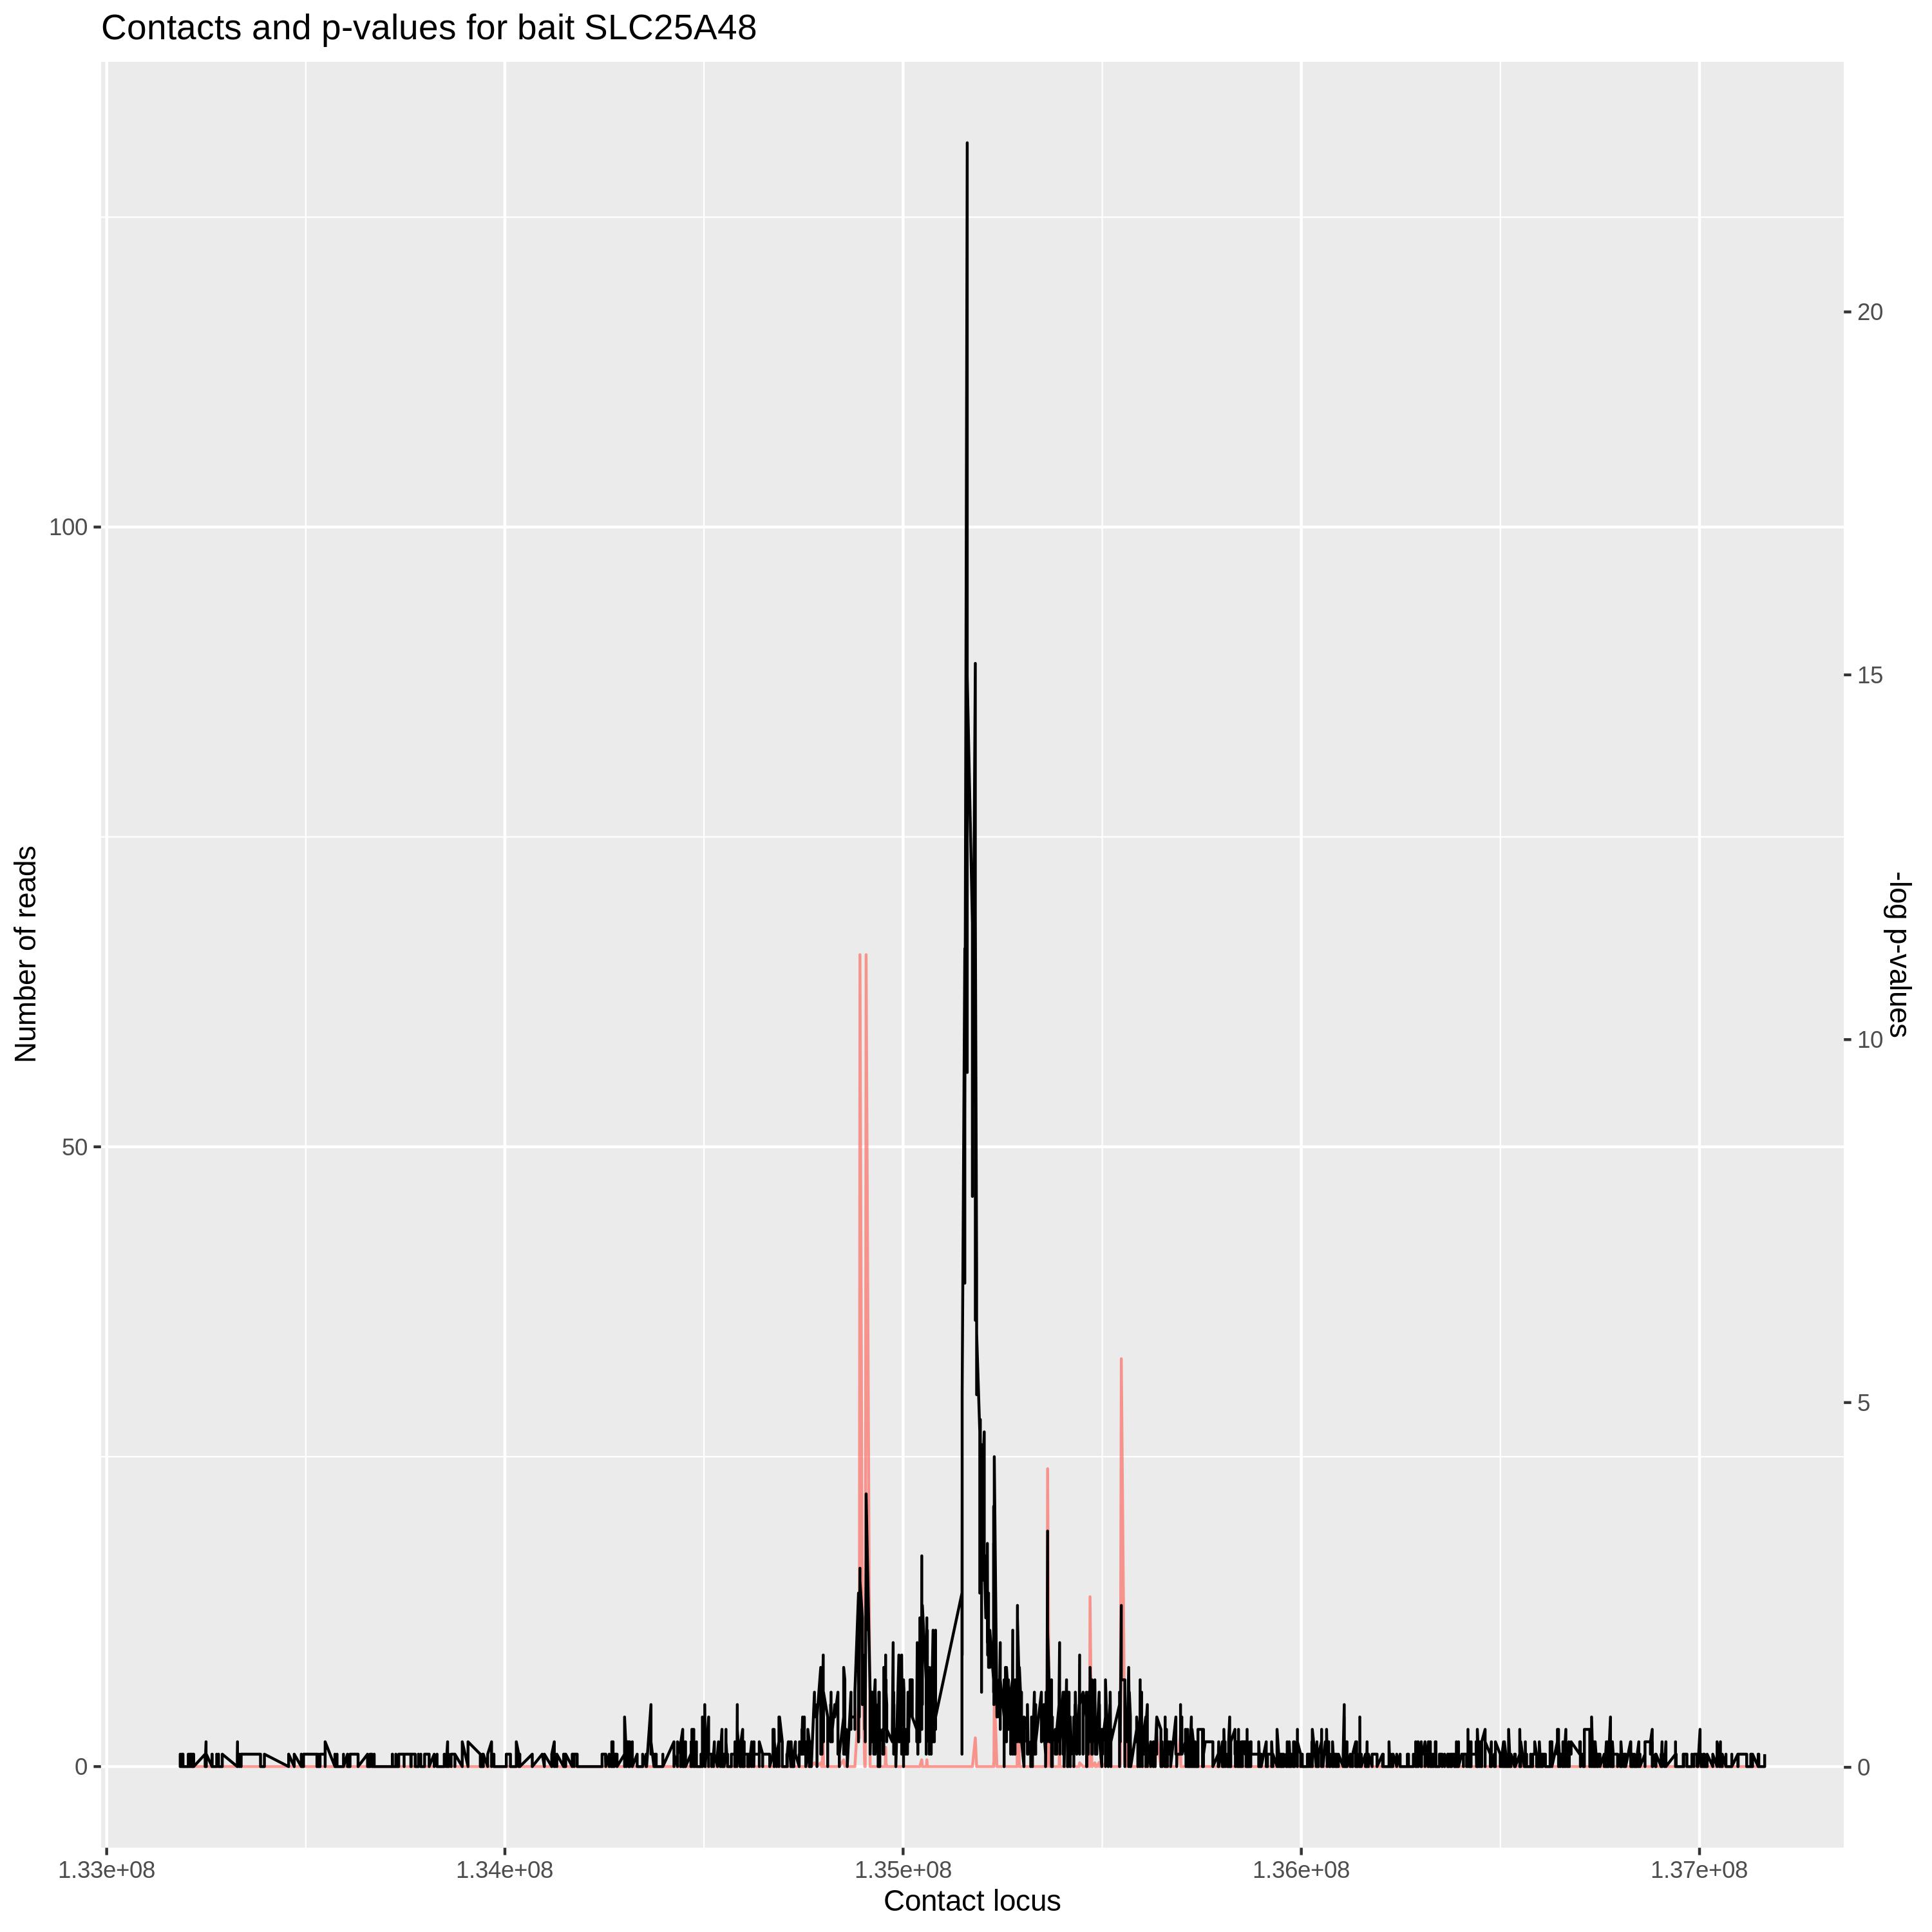 Contacts and p-values for bait SLC25A48
Number of reads
100
50
0
20
15
10
5
0
-log p-values
1.33e+08
1.34e+08
1.35e+08
1.36e+08
1.37e+08
Contact locus